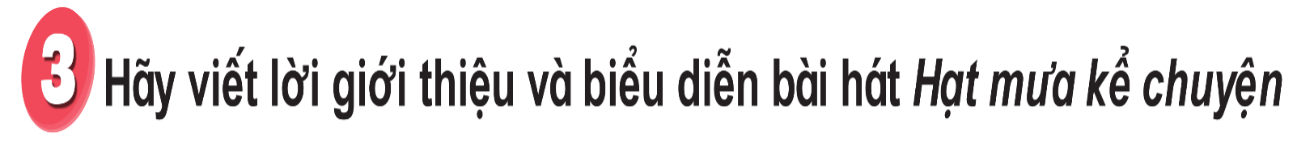 3 Hãy viết lời giới thiệu và biểu diễn bài hát Hạt mưa kể chuyện